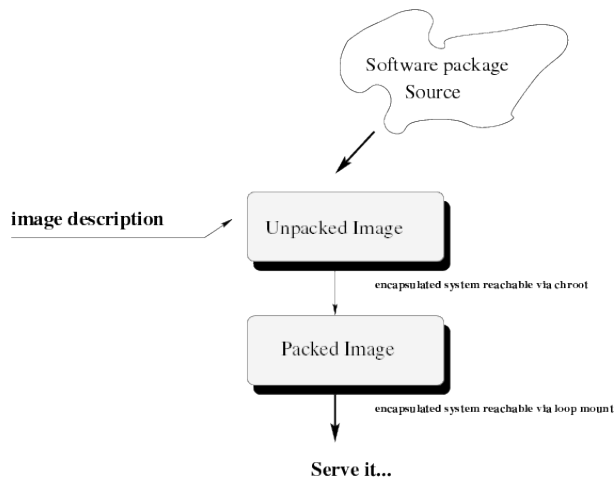 Software package
Source
image description
Unpacked Image
encapsulated system reachable via chroot
Packed Image
encapsulated system reachable via loop mount
Serve it...